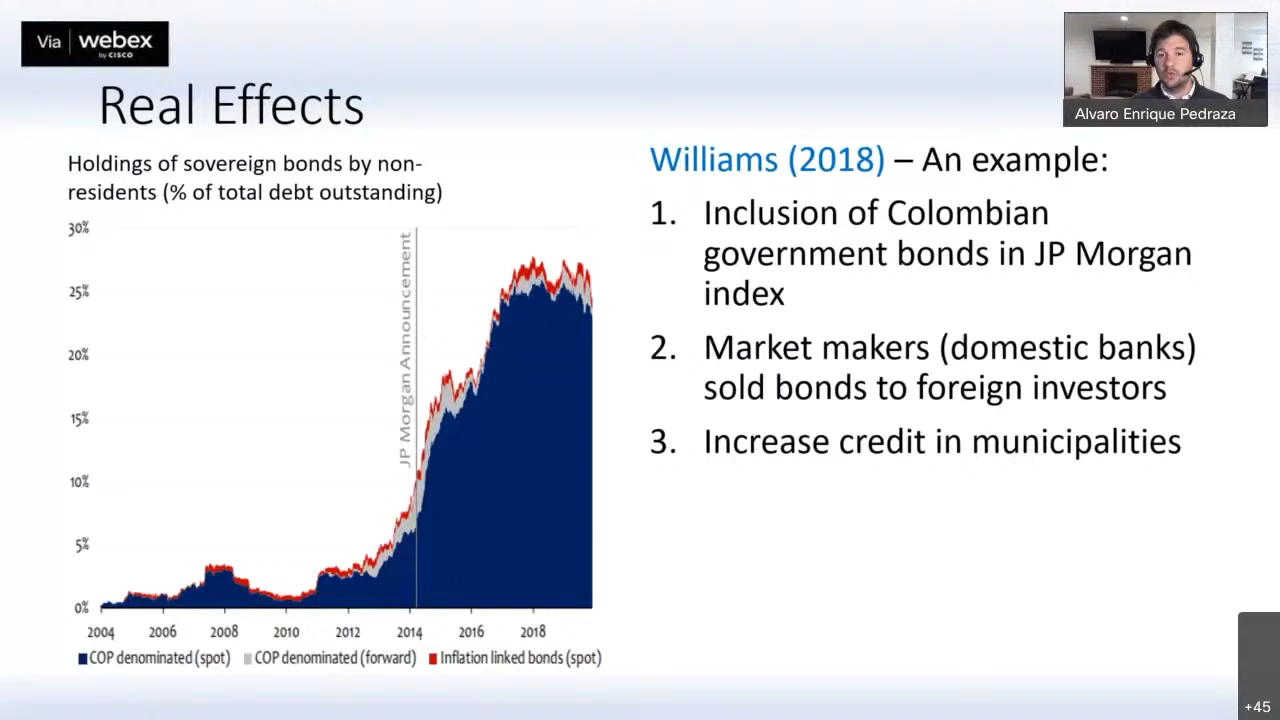 Via webex
by CISCO
Alvaro Enrique Pedraza
Real Effects
Holdings of sovereign bonds by non-
residents (% of total debt outstanding)
30%
25%
20%
15%
10%
5%
0%
JP Morgan Announcement
2004 2006 2008 2010 2012 2014 2016 2018
COP denominated (spot) COP denominated (forward) Inflation linked bonds (spot)
Williams (2018) – An example:
1. Inclusion of Colombian
government bonds in JP Morgan
index
2. Market makers (domestic banks)
sold bonds to foreign investors
3. Increase credit in municipalities
+45